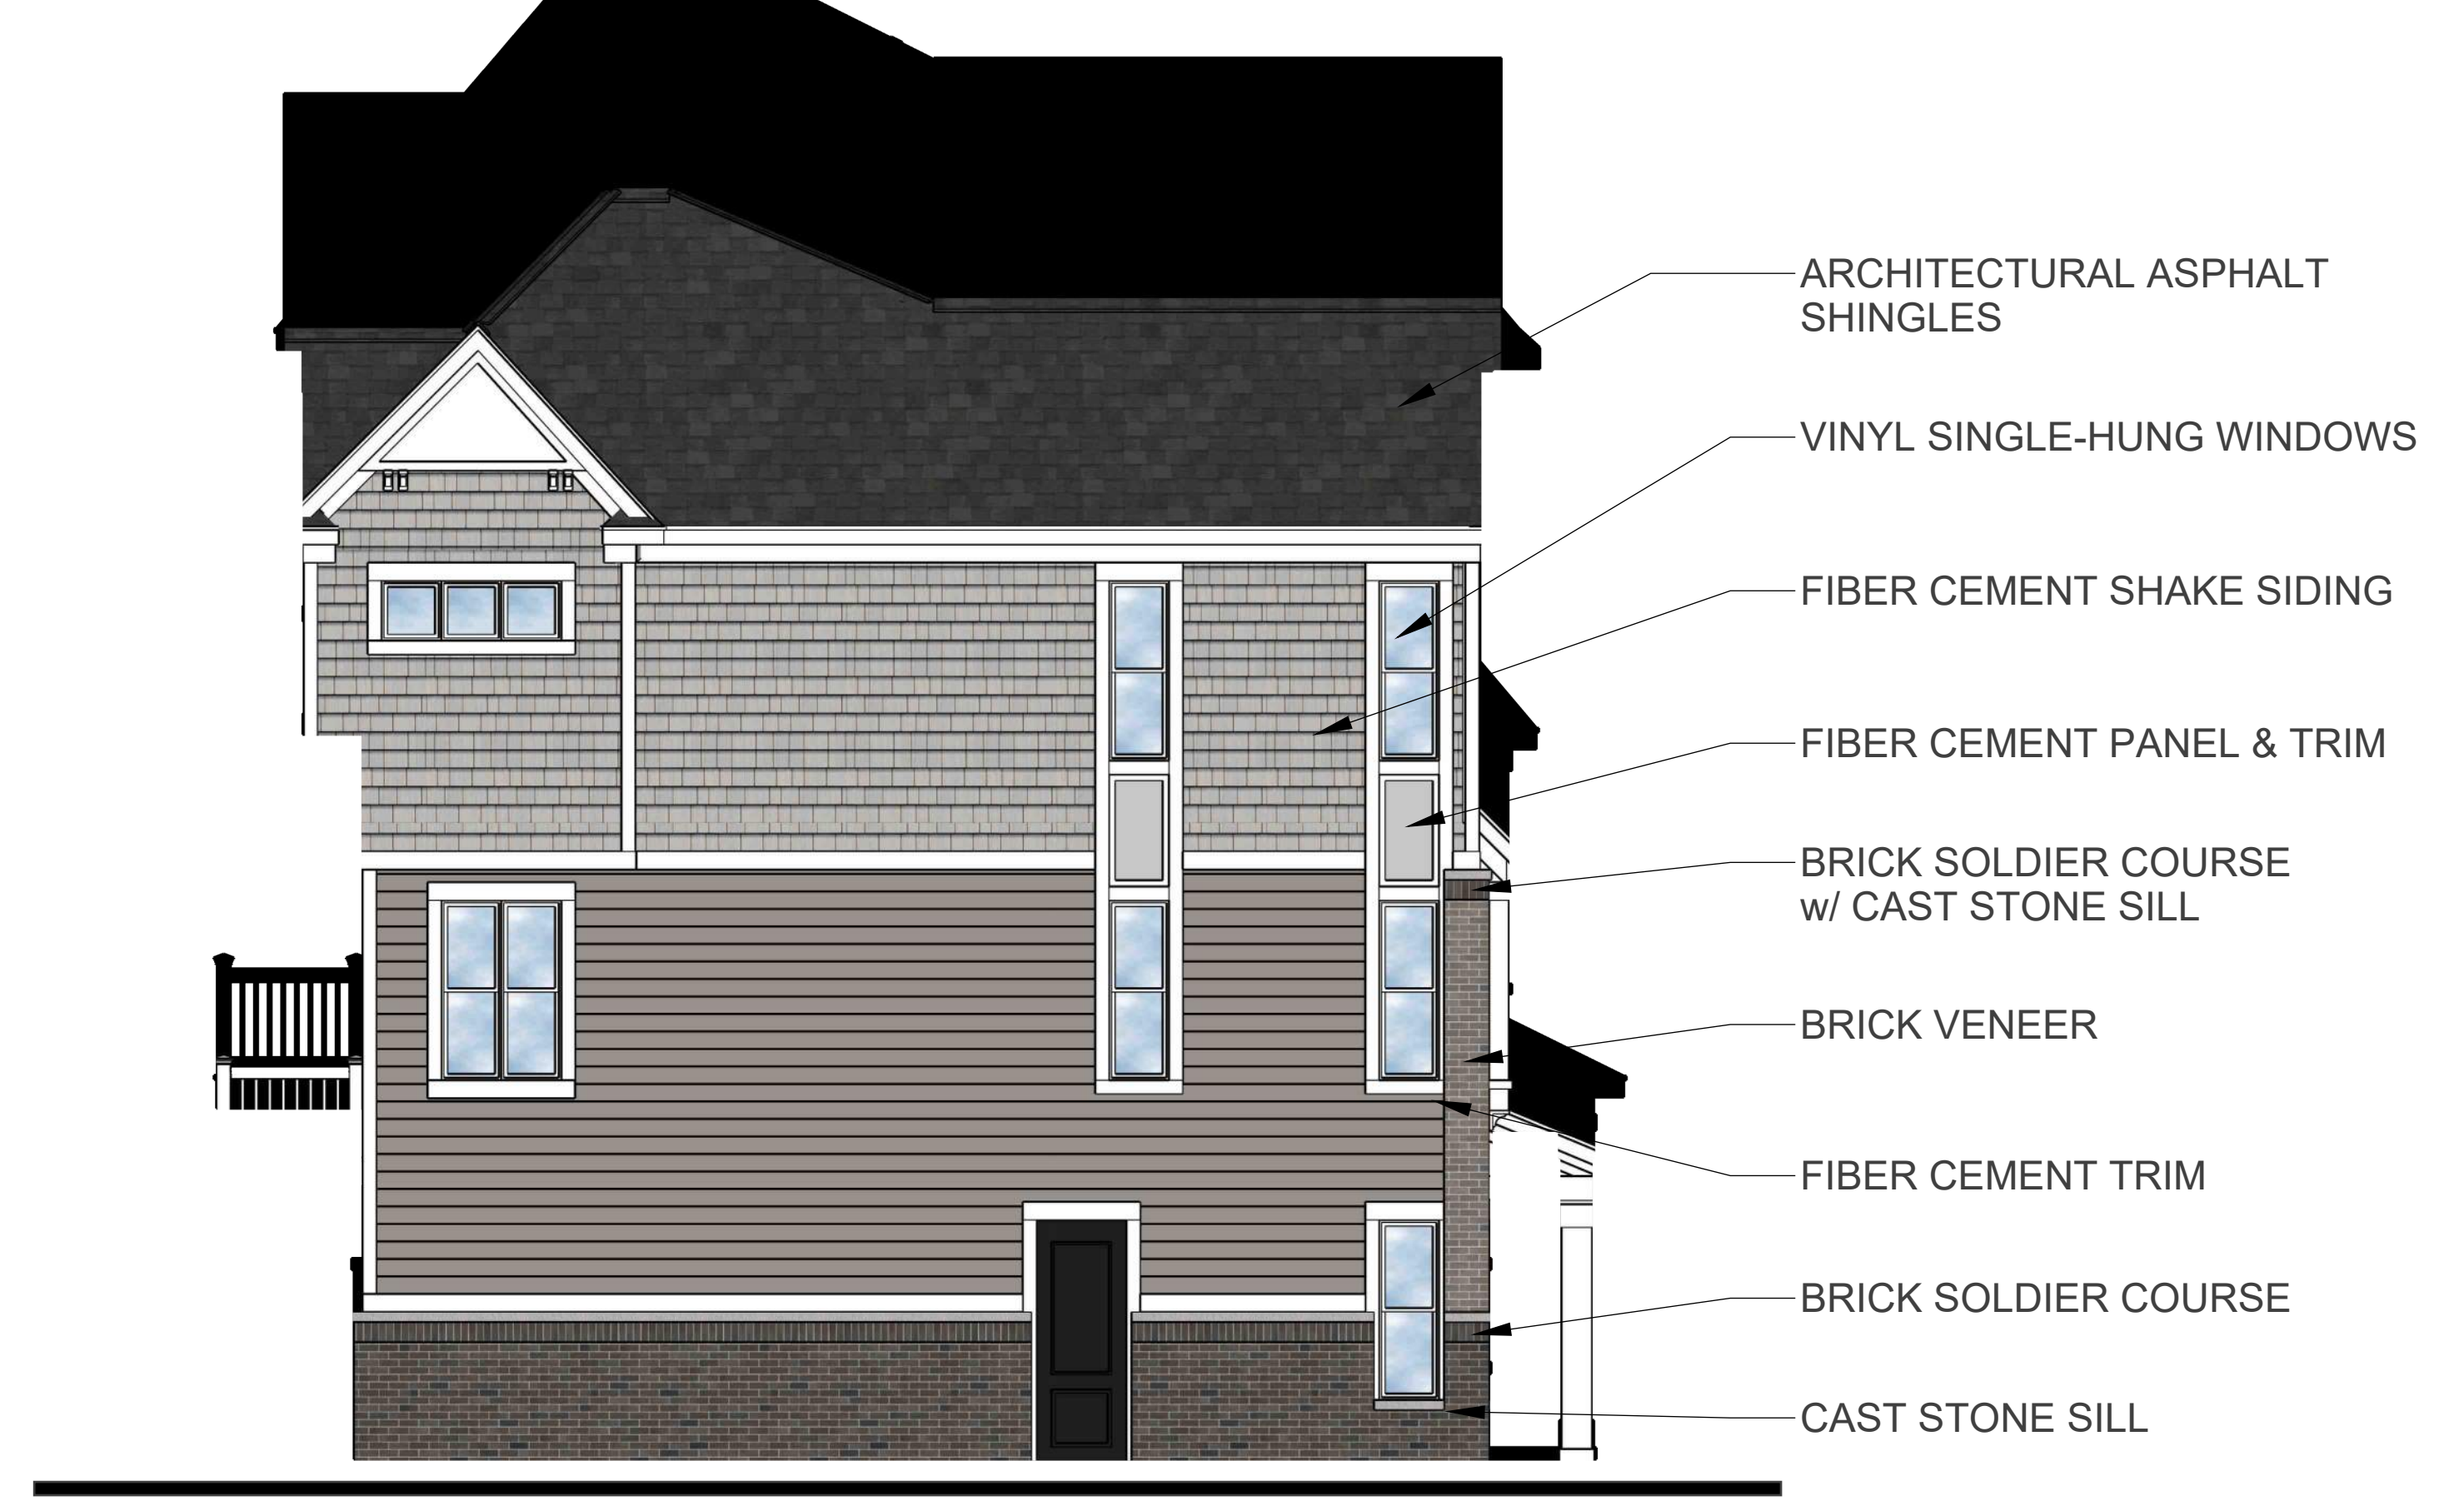 ARCHITECTURAL ASPHALT
SHINGLES
VINYL SINGLE-HUNG WINDOWS
FIBER CEMENT SHAKE SIDING
FIBER CEMENT PANEL & TRIM
BRICK SOLDIER COURSE
w/ CAST STONE SILL
BRICK VENEER
FIBER CEMENT TRIM
BRICK SOLDIER COURSE
CAST STONE SILL